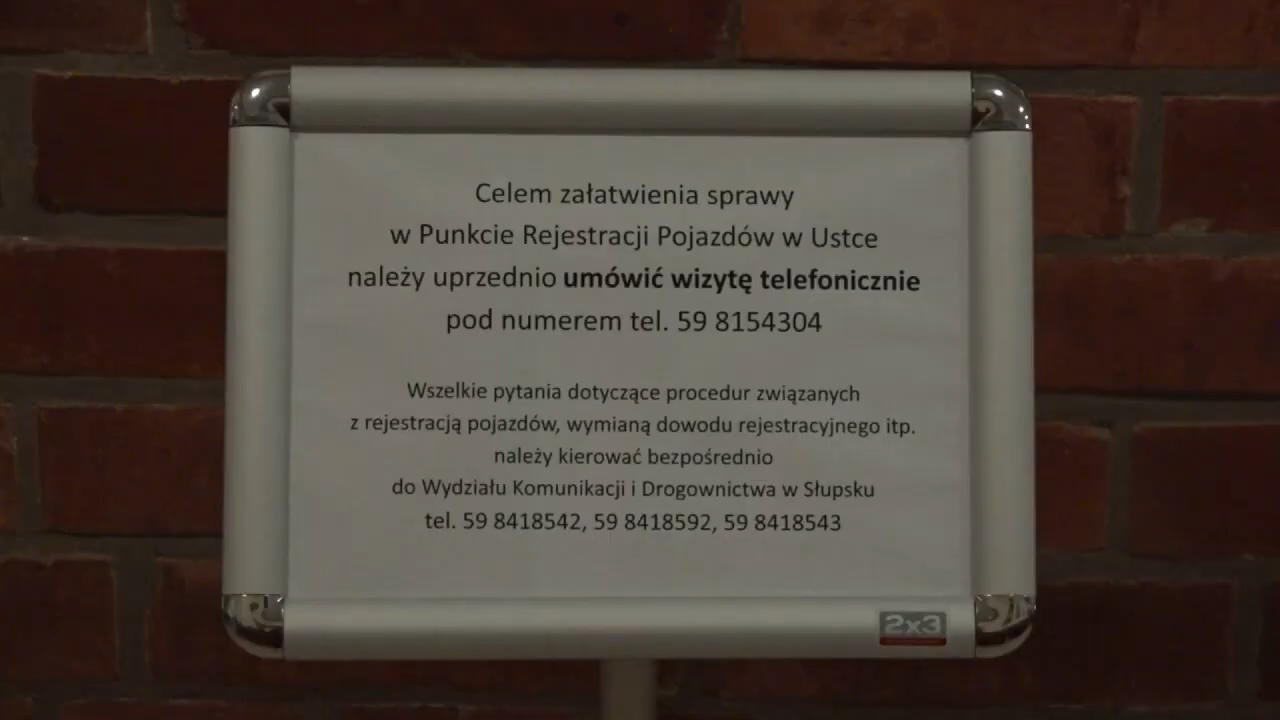 Celem załatwienia sprawy
w Punkcie Rejestracji Pojazdów w Ustce
należy uprzednio umówić wizytę telefonicznie
pod numerem tel. 59 8154304
Wszelkie pytania dotyczące procedur związanych
z rejestracją pojazdów, wymianą dowodu rejestracyjnego itp.
należy kierować bezpośrednio
do Wydziału Komunikacji i Drogownictwa w Słupsku
tel. 59 8418542, 59 8418592, 59 8418543
2x3